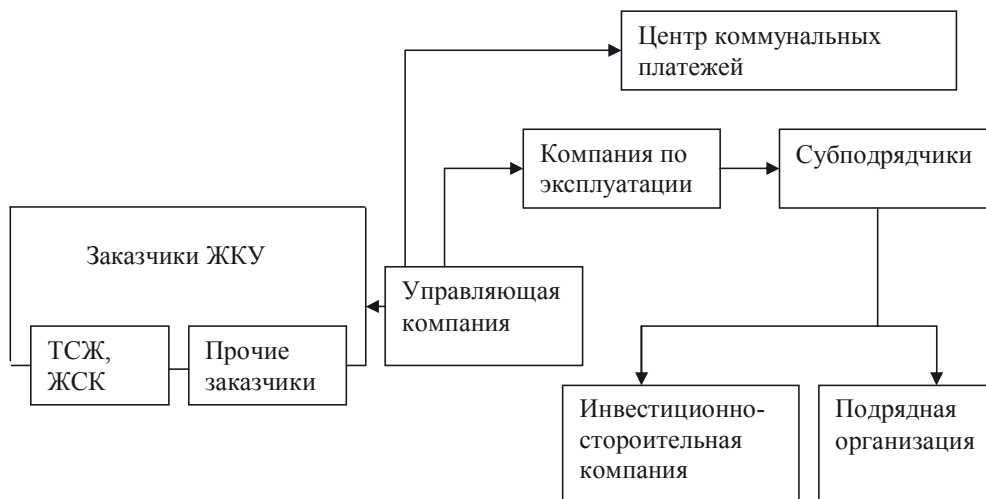 Центр коммунальных
платежей
Компания по
эксплуатации
Субподрядчики
Заказчики ЖКУ
Управляющая
компания
ТСЖ,
ЖСК
Прочие
заказчики
Инвестиционно-
стороительная
компания
Подрядная
организация